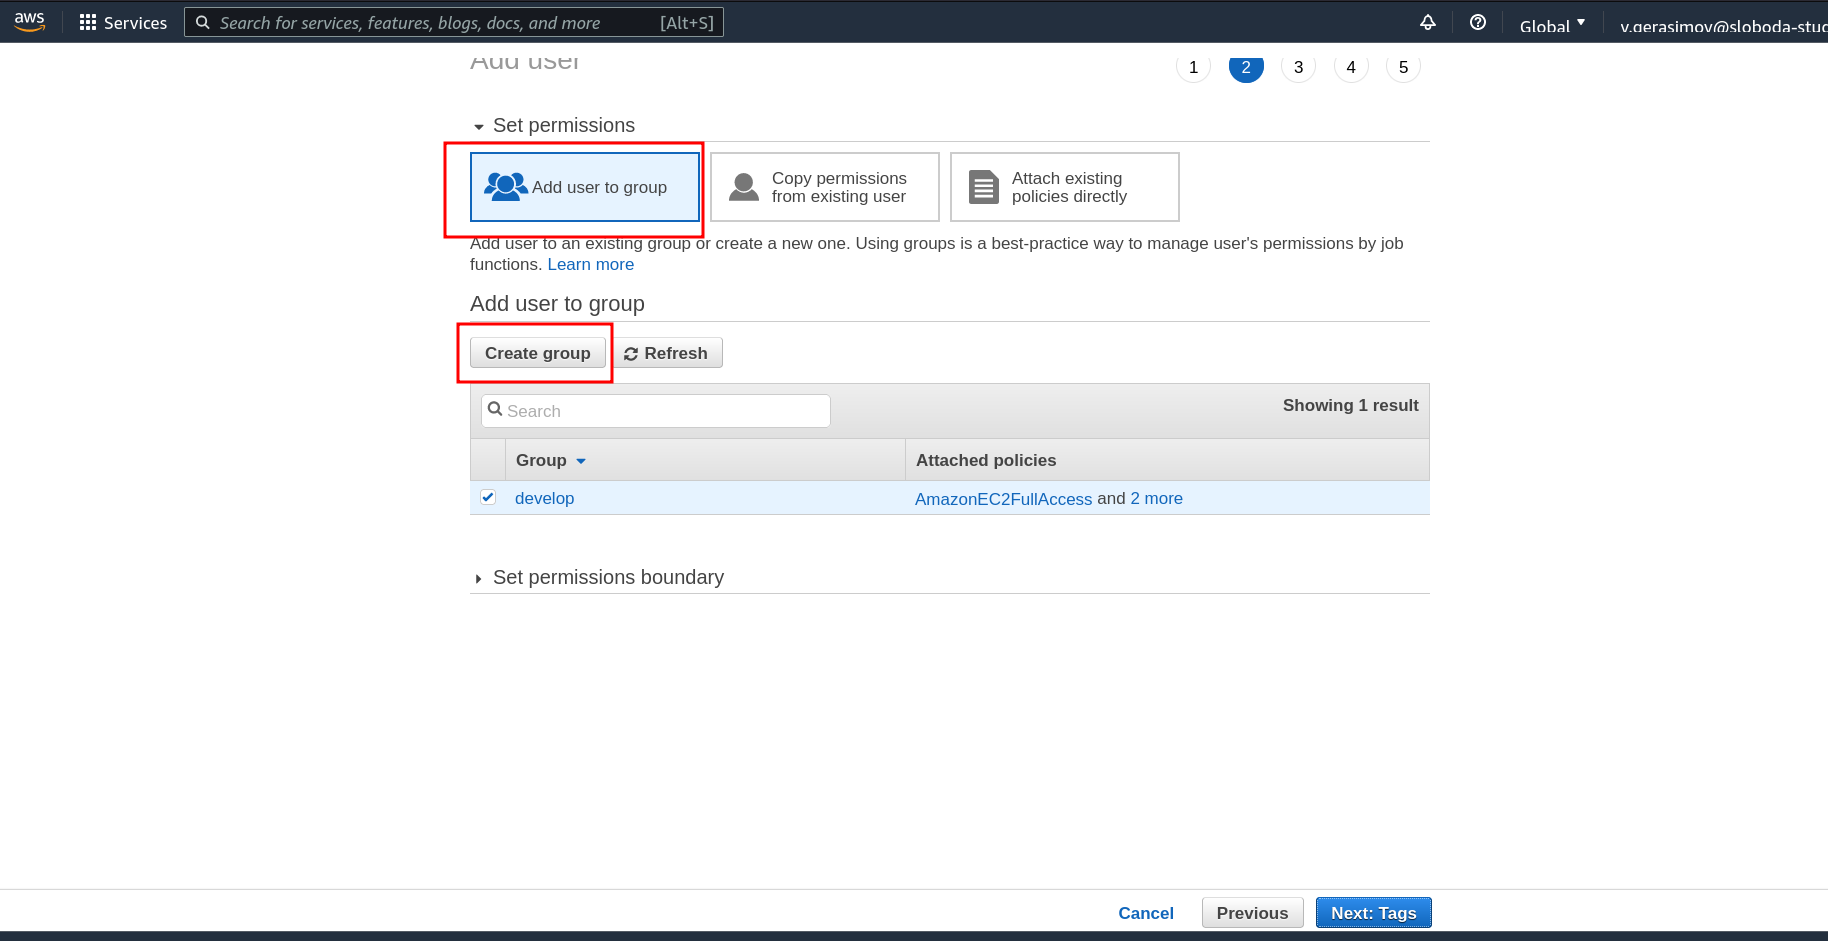 aws
Services
Search for services, features, blogs, docs, and more [Alt+S]
Global
v.gerasimov@sloboda-stud
Add user
1 2 3 4 5
Set permissions
Add user to group
Copy permissions
from existing user
Attach existing
policies directly
Add user to an existing group or create a new one. Using groups is a best-practice way to manage user's permissions by job
functions. Learn more
Add user to group
Create group
Refresh
Search
Showing 1 result
Group
Attached policies
develop
AmazonEC2FullAccess and 2 more
Set permissions boundary
Cancel
Previous
Next: Tags